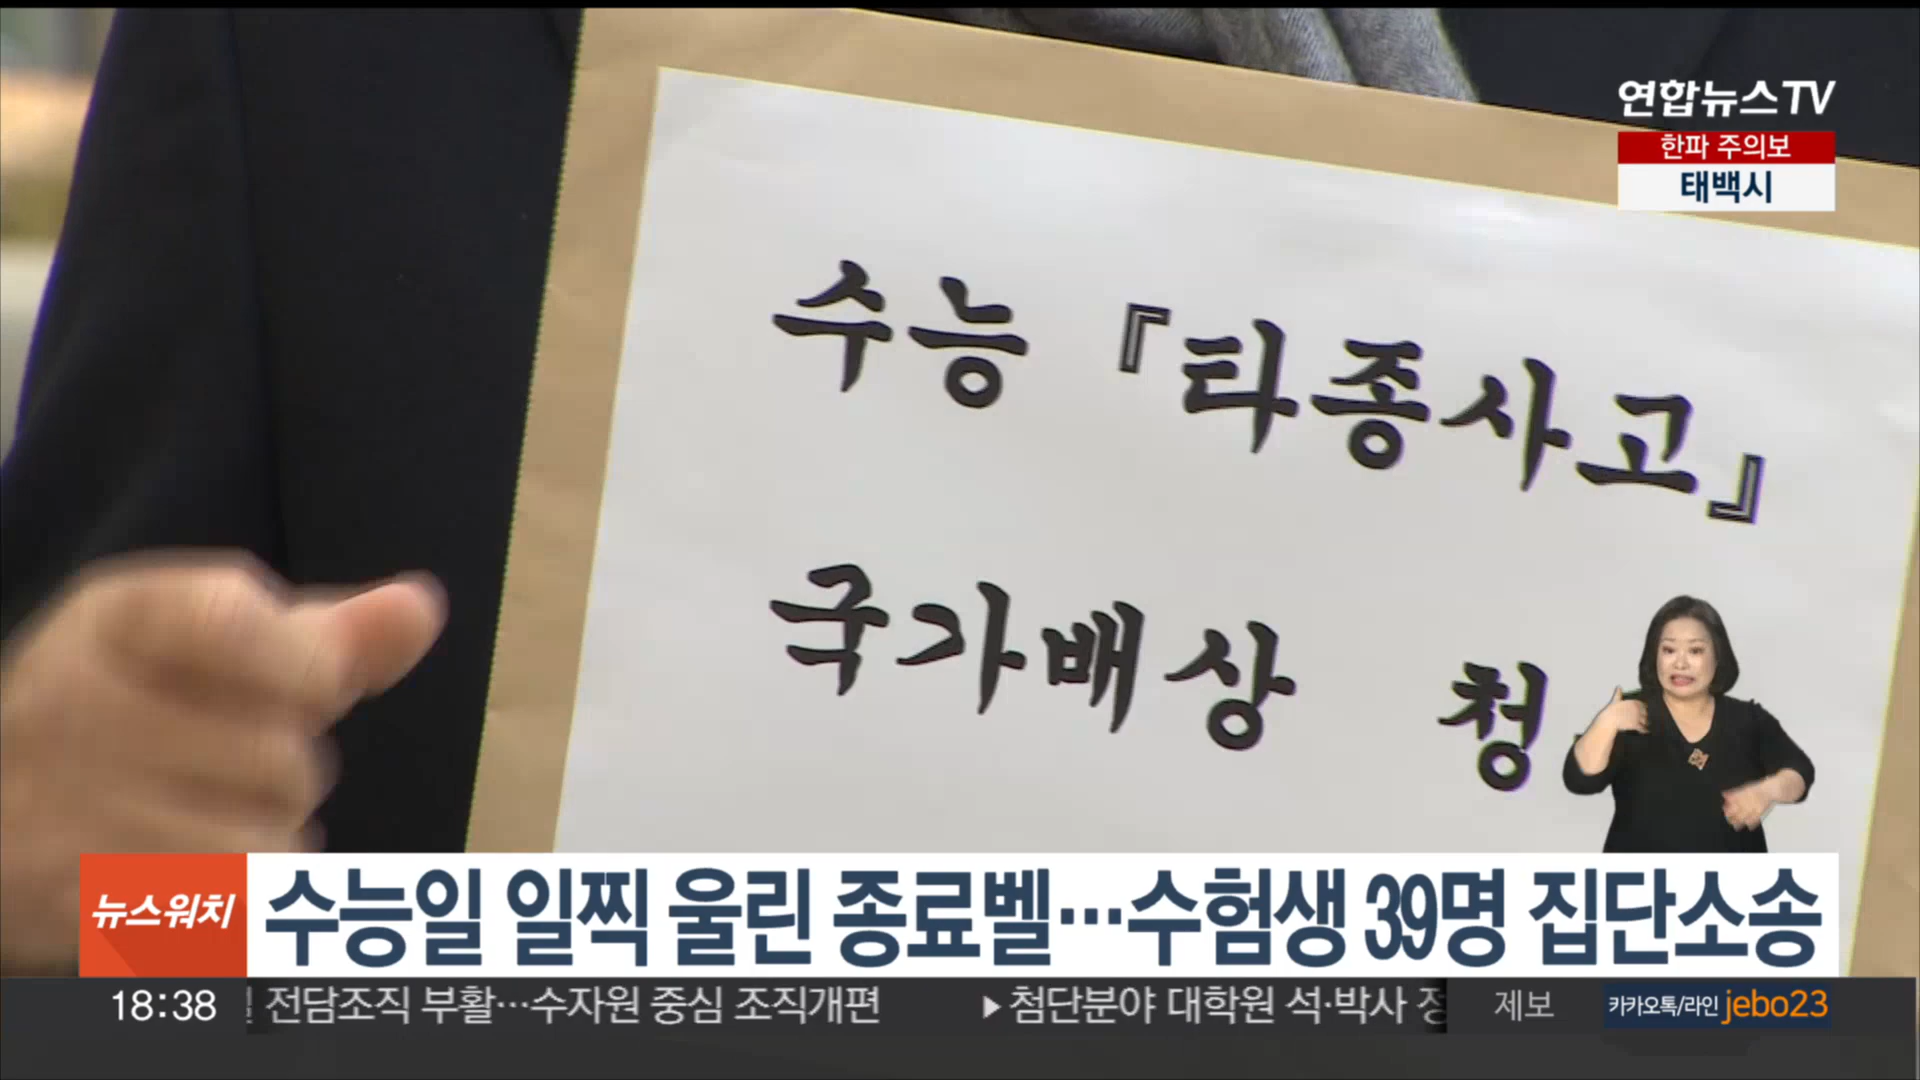 연합뉴스TV
한파 주의보
태백시
수능 『타종사고』
국가배상 청
뉴스워치
수능일 일찍 울린 종료벨…수험생 39명 집단소송
18:38
전담조직 부활…수자원 중심 조직개편 ▶첨단분야 대학원 석·박사 정
제보
카카오톡/라인 jebo23